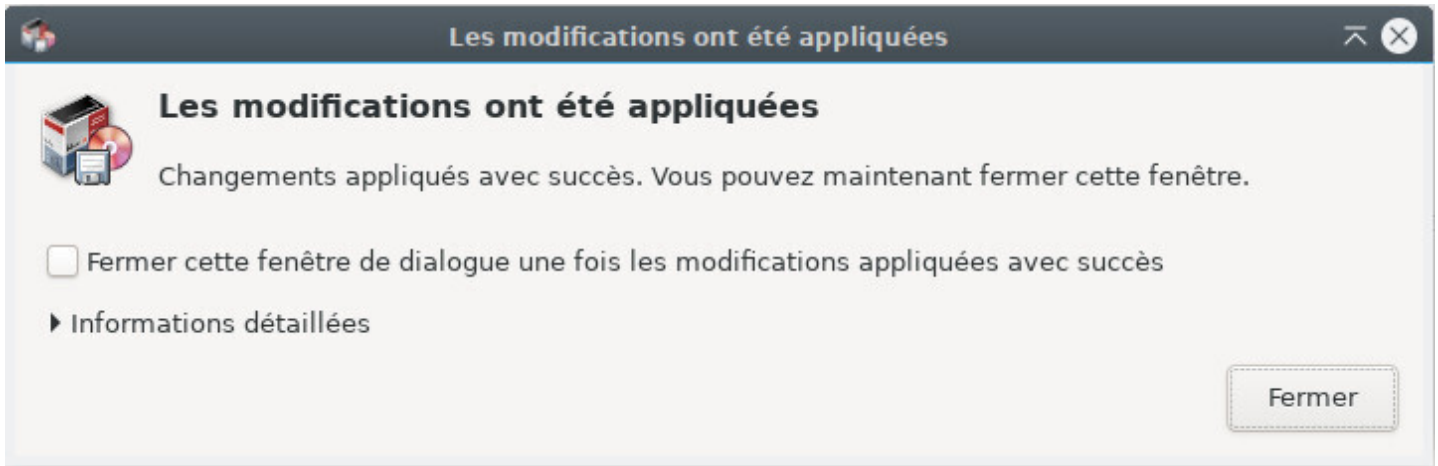 Les modifications ont été appliquées
Les modifications ont été appliquées
Changements appliqués avec succès. Vous pouvez maintenant fermer cette fenêtre.
Fermer cette fenêtre de dialogue une fois les modifications appliquées avec succès
Informations détaillées
Fermer